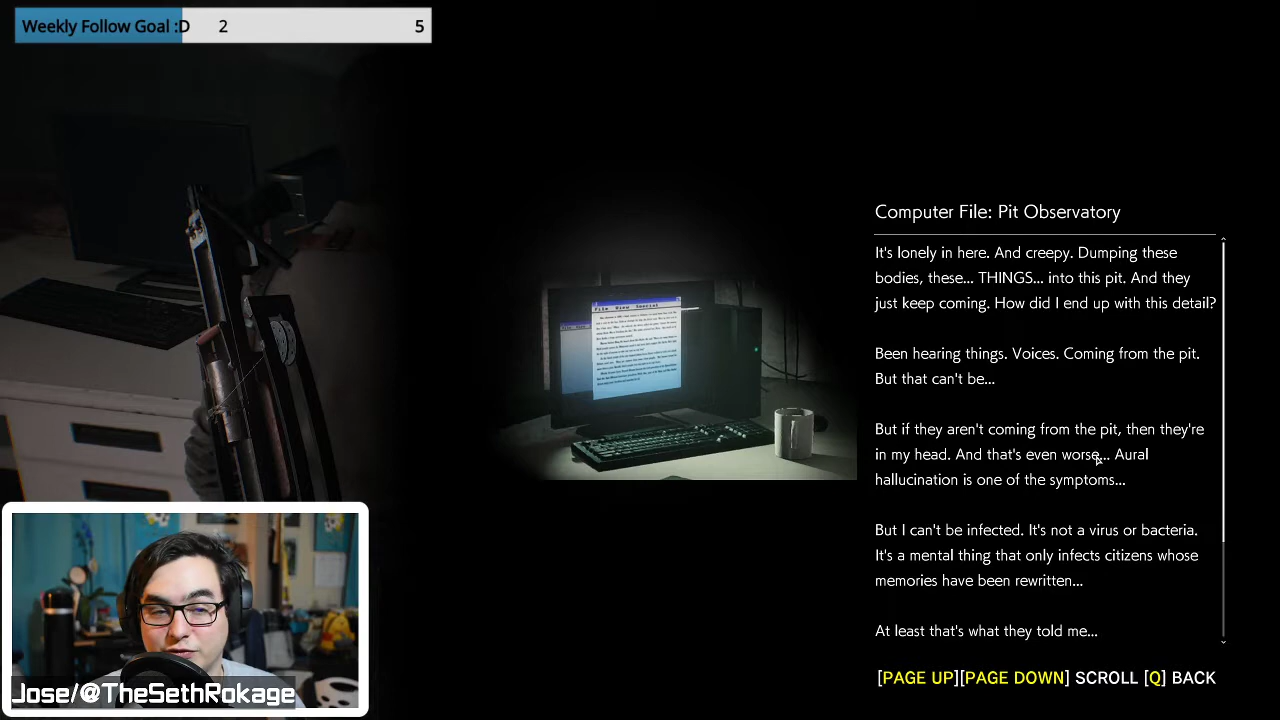 Weekly Follow Goal :D 2 5
Computer File: Pit Observatory
It's lonely in here. And creepy. Dumping these
bodies, these... THINGS... into this pit. And they
just keep coming. How did I end up with this detail?
Been hearing things. Voices. Coming from the pit.
But that can't be...
But if they aren't coming from the pit, then they're
in my head. And that's even worse... Aural
hallucination is one of the symptoms...
But I can't be infected. It's not a virus or bacteria.
It's a mental thing that only infects citizens whose
memories have been rewritten...
At least that's what they told me...
[PAGE UP][PAGE DOWN] SCROLL [Q] BACK
File View Special
Jose/@TheSethRokage